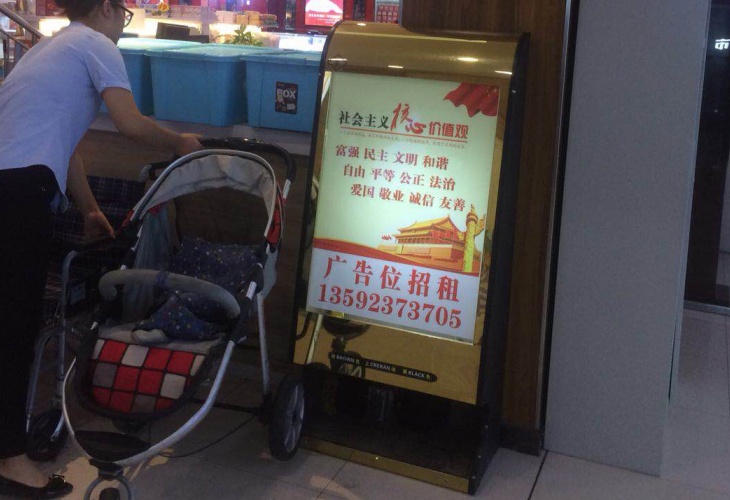 社会主义核心价值观
富强 民主 文明 和谐
自由 平等 公正 法治
爱国 敬业 诚信 友善
广告位招租
13592373705
BROWN
BLACK
BOX